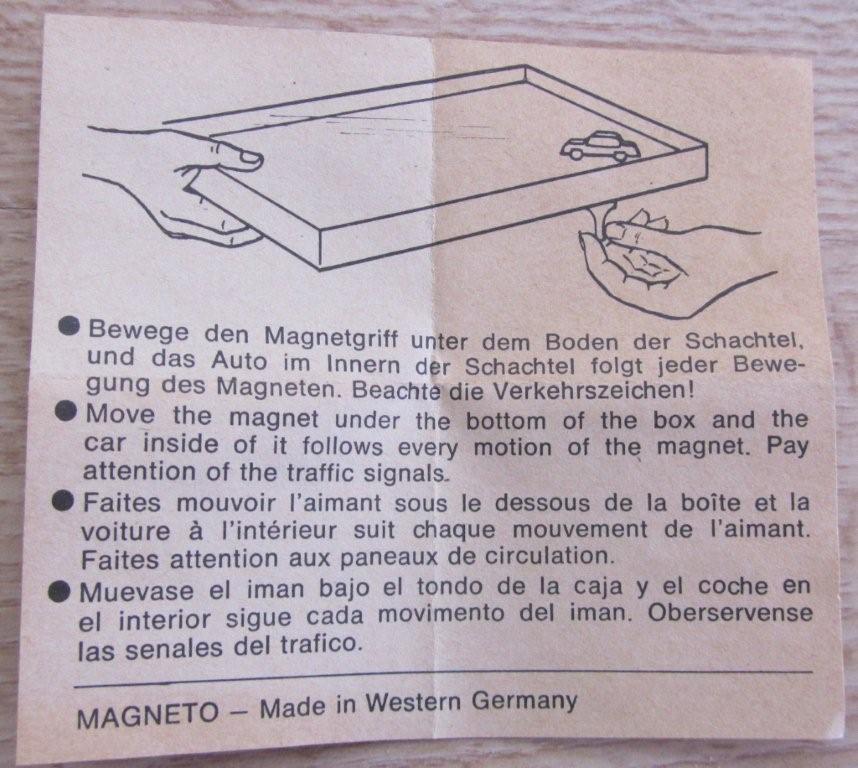 ● Bewege den Magnetgriff unter dem Boden der Schachtel,
und das Auto im Innern der Schachtel folgt jeder Bewe-
gung des Magneten. Beachte die Verkehrszeichen!
● Move the magnet under the bottom of the box and the
car inside of it follows every motion of the magnet. Pay
attention of the traffic signals.
● Faites mouvoir l'aimant sous le dessous de la boîte et la
voiture à l'intérieur suit chaque mouvement de l'aimant.
Faites attention aux paneaux de circulation.
● Muevase el iman bajo el tondo de la caja y el coche en
el interior sigue cada movimento del iman. Oberservense
las senales del trafico.
MAGNETO — Made in Western Germany